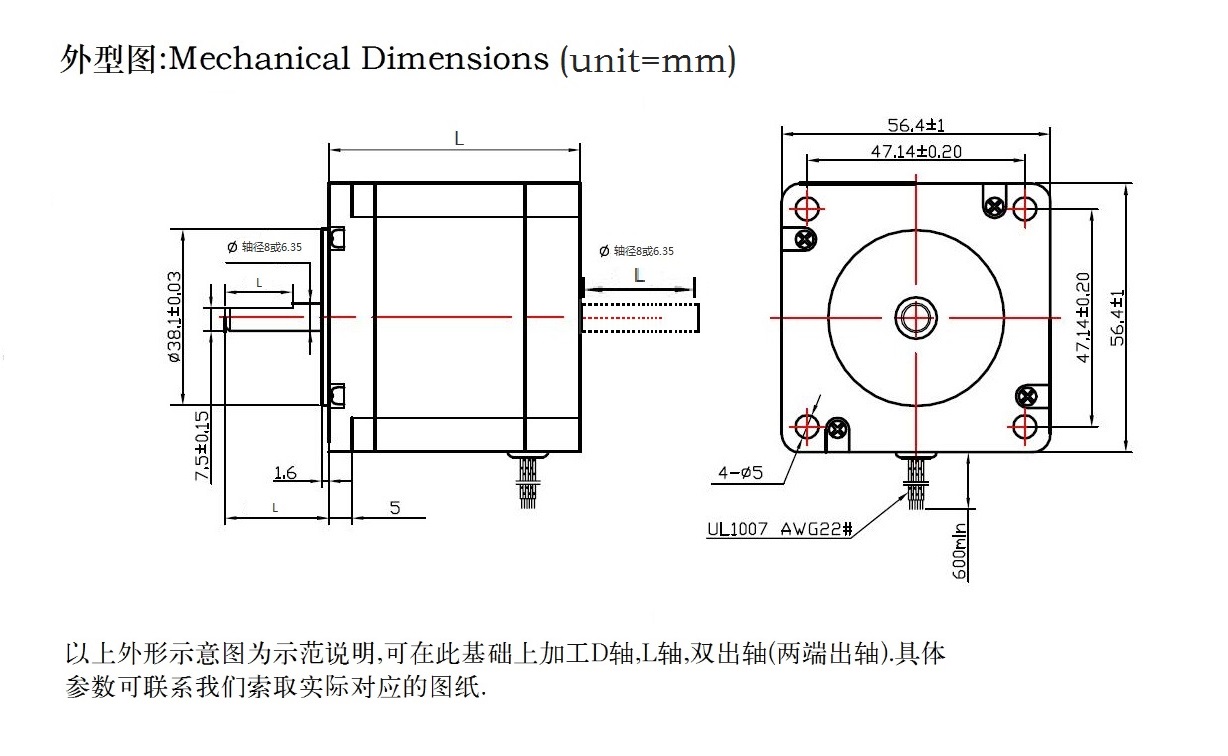 外型图:Mechanical Dimensions (unit=mm)
L
56.4±1
47.14±0.20
Ø 轴径8或6.35
L
Ø 轴径8或6.35
L
Ø38.1±0.03
7.5±0.15
1.6
L
5
47.14±0.20
56.4±1
4-Ø5
UL1007 AWG22#
600min
以上外形示意图为示范说明,可在此基础上加工D轴,L轴,双出轴(两端出轴).具体
参数可联系我们索取实际对应的图纸.